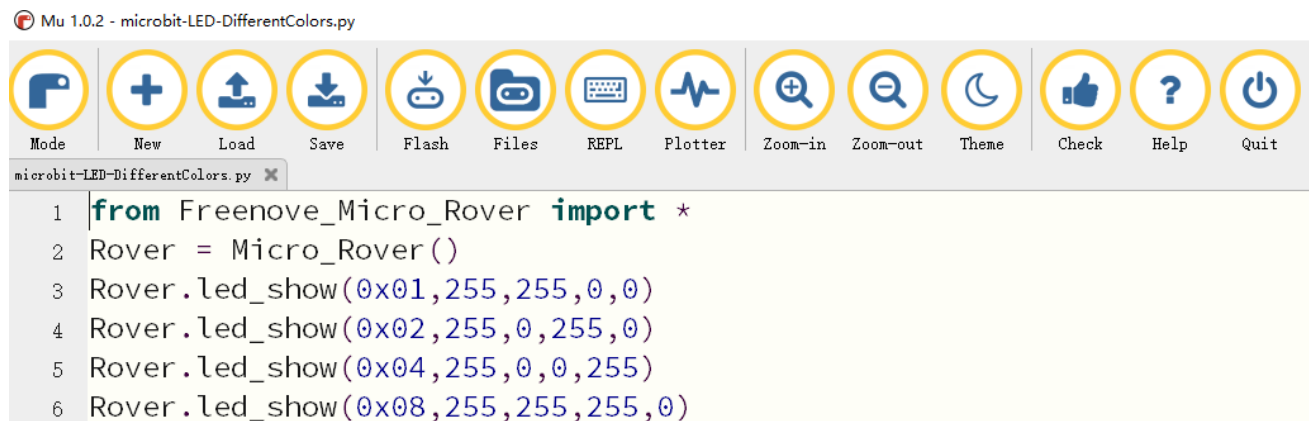 Mu 1.0.2 - microbit-LED-DifferentColors.py
Mode New Load Save Flash Files REPL Plotter Zoom-in Zoom-out Theme Check Help Quit
microbit-LED-DifferentColors.py
1 from Freenove_Micro_Rover import *
2 Rover = Micro_Rover()
3 Rover.led_show(0x01,255,255,0,0)
4 Rover.led_show(0x02,255,0,255,0)
5 Rover.led_show(0x04,255,0,0,255)
6 Rover.led_show(0x08,255,255,255,0)